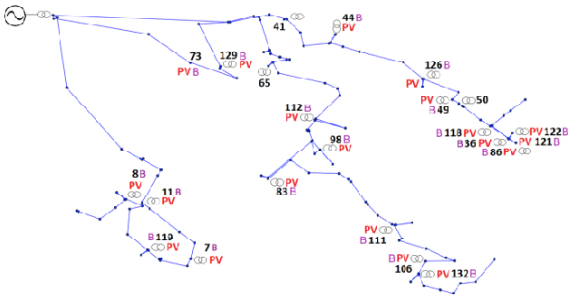 44 B
PV
41
73
PV B
129 B
PV
65
126 B
PV
PV
B 49
50
B 118 PV
B 36 PV
B 86 PV
PV 122 B
PV 121 B
112 B
PV
98 B
PV
PV
83 B
8 B
PV
11 B
PV
B 119
PV
7 B
PV
PV
B 111
B PV
106
PV 132 B